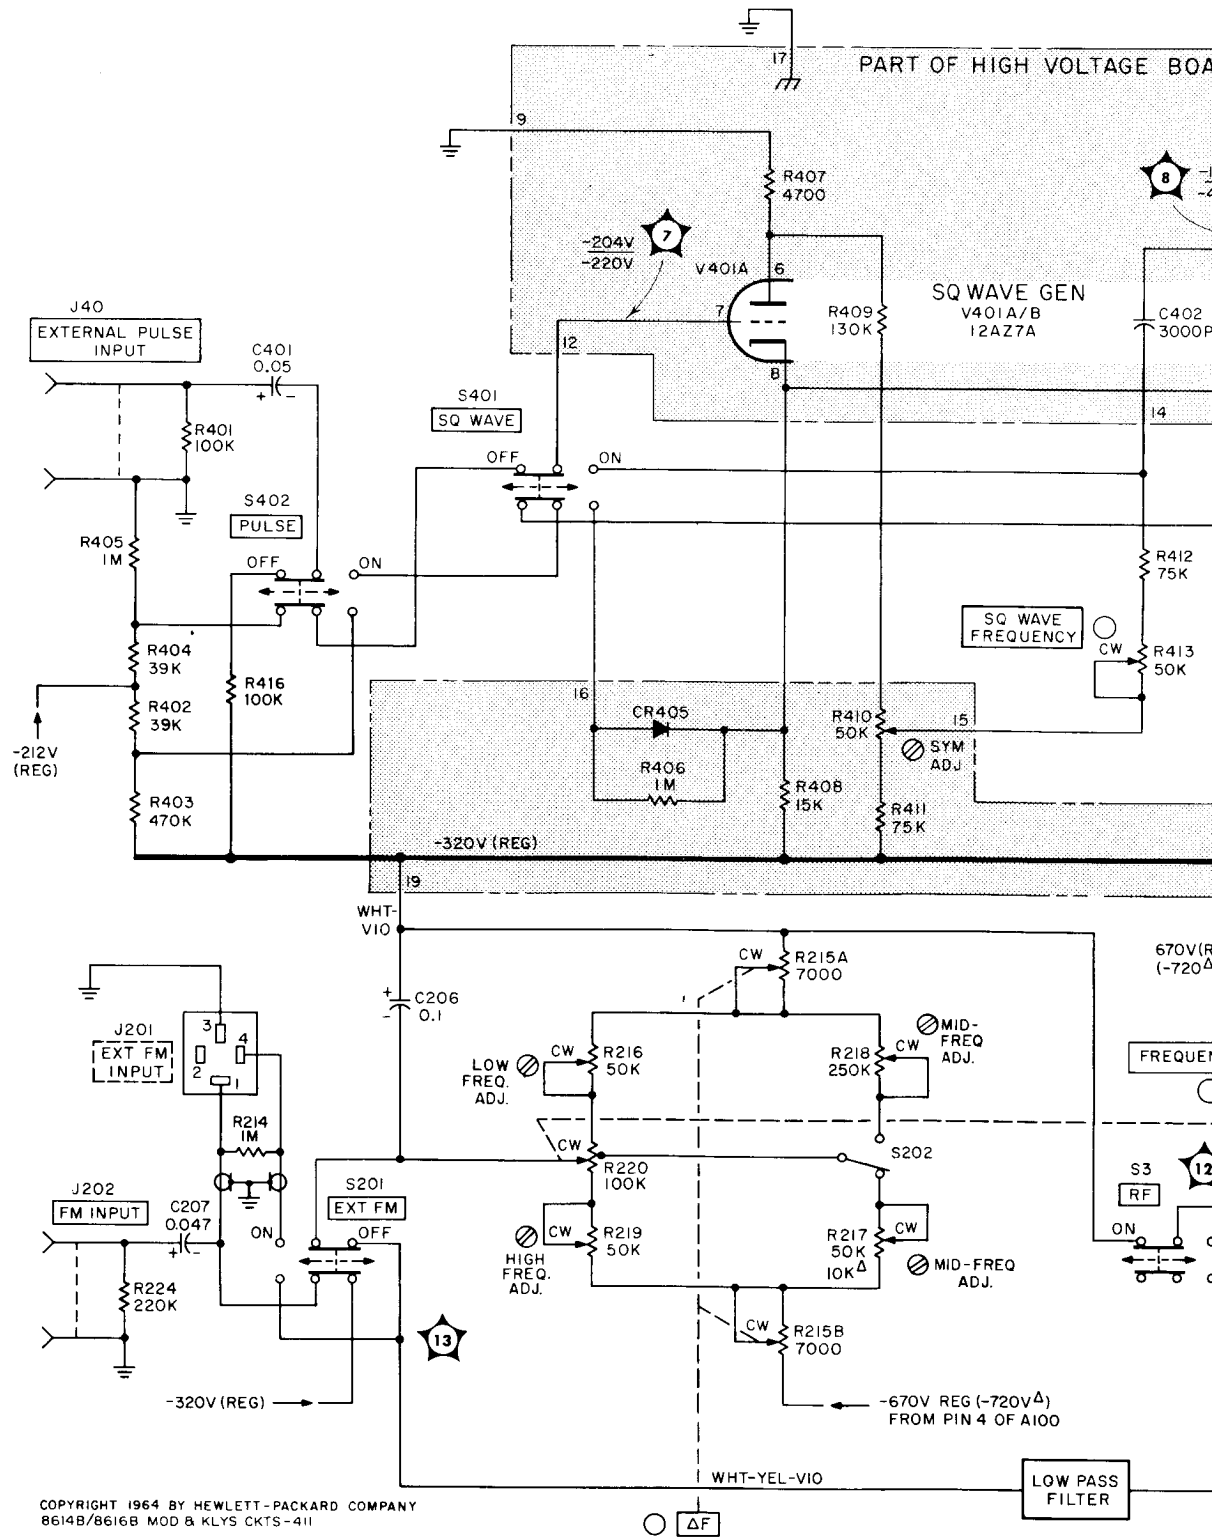 17
PART OF HIGH VOLTAGE BOA
9
R407
4700
8
7
-204V
-220V
V401A
6
7
8
SQ WAVE GEN
V401A/B
12AZ7A
R409
130K
C402
3000P
12
14
J40
EXTERNAL PULSE
INPUT
C401
0.05
+ -
R401
100K
S401
SQ WAVE
OFF
ON
S402
PULSE
R405
1M
OFF
ON
R412
75K
SQ WAVE
FREQUENCY
CW
R413
50K
R404
39K
R416
100K
R402
39K
-212V
(REG)
R403
470K
16
CR405
R406
1M
R408
15K
R410
50K
15
SYM
ADJ
R411
75K
-320V (REG)
19
WHT-
VIO
CW
R215A
7000
670V(R
(-720Δ
+
-
C206
0.1
J201
EXT FM
INPUT
3
4
2
1
LOW
FREQ.
ADJ.
CW
R216
50K
R218
250K
CW
MID-
FREQ
ADJ.
FREQUEN
R214
1M
CW
R220
100K
S202
12
S3
RF
ON
J202
FM INPUT
C207
0.047
+ -
S201
EXT FM
ON
OFF
CW
R219
50K
HIGH
FREQ.
ADJ.
R217
50K
10KΔ
CW
MID-FREQ
ADJ.
R224
220K
13
CW
R215B
7000
-320V (REG)
-670V REG (-720VΔ)
FROM PIN 4 OF A100
WHT-YEL-VIO
LOW PASS
FILTER
COPYRIGHT 1964 BY HEWLETT-PACKARD COMPANY
8614B/8616B MOD & KLYS CKTS-411
ΔF